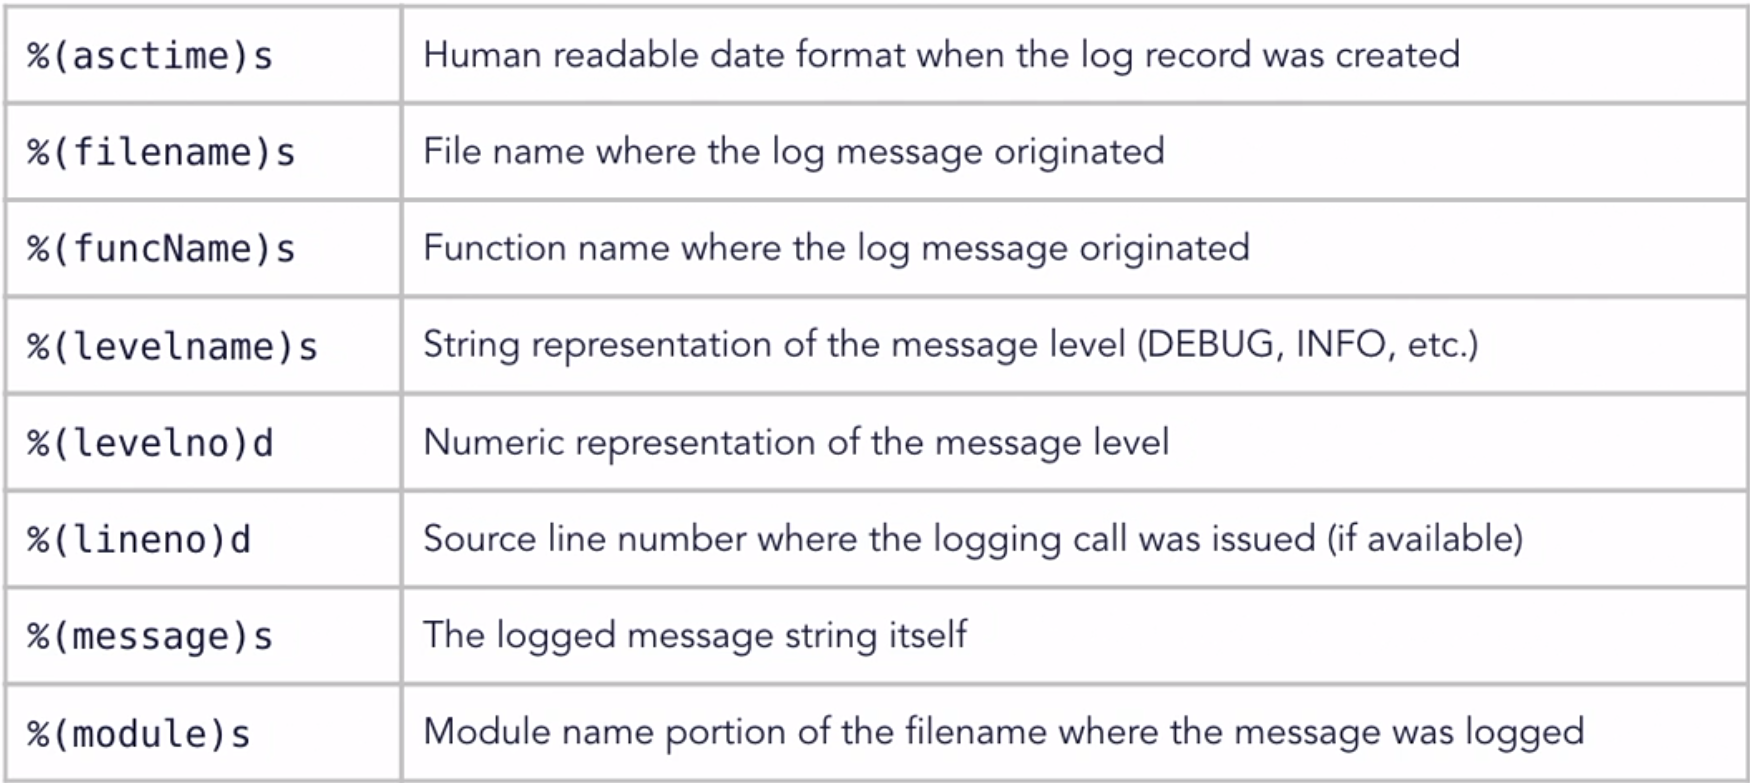 %(asctime)s Human readable date format when the log record was created
%(filename)s File name where the log message originated
%(funcName)s Function name where the log message originated
%(levelname)s String representation of the message level (DEBUG, INFO, etc.)
%(levelno)d Numeric representation of the message level
%(lineno)d Source line number where the logging call was issued (if available)
%(message)s The logged message string itself
%(module)s Module name portion of the filename where the message was logged